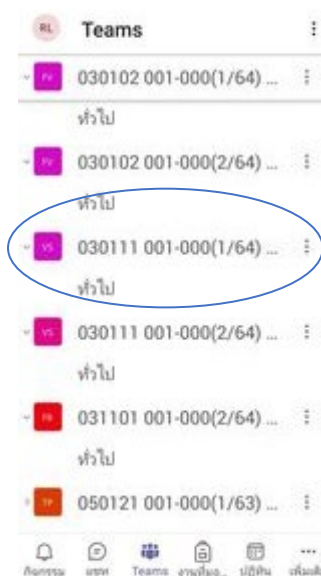 RL Teams
030102 001-000(1/64) ...
ทั่วไป
030102 001-000(2/64) ...
ทั่วไป
VS 030111 001-000(1/64) ...
ทั่วไป
VS 030111 001-000(2/64) ...
ทั่วไป
031101 001-000(2/64) ...
ทั่วไป
TP 050121 001-000(1/63) ...
กิจกรรม แชท Teams งานที่มอ... ปฏิทิน เพิ่มเติม